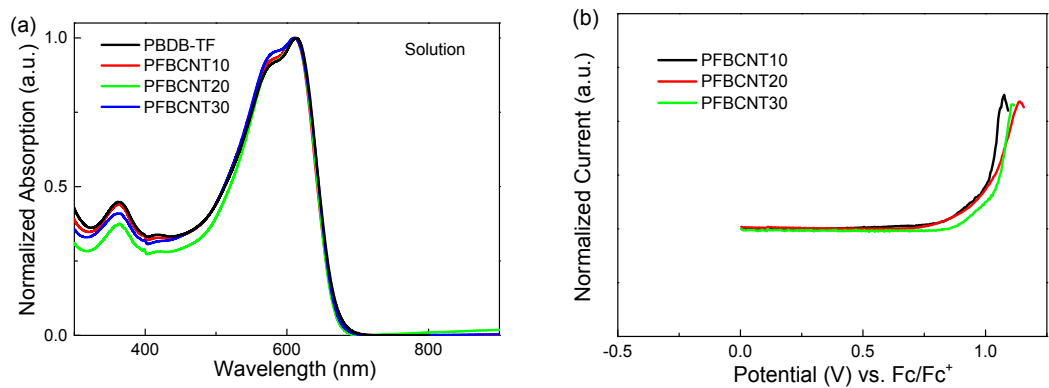 (a)
PBDB-TF
PFBCNT10
PFBCNT20
PFBCNT30
Solution
Normalized Absorption (a.u.)
1.0
0.5
0.0
400 600 800
Wavelength (nm)
(b)
PFBCNT10
PFBCNT20
PFBCNT30
Normalized Current (a.u.)
-0.5 0.0 0.5 1.0
Potential (V) vs. Fc/Fc+